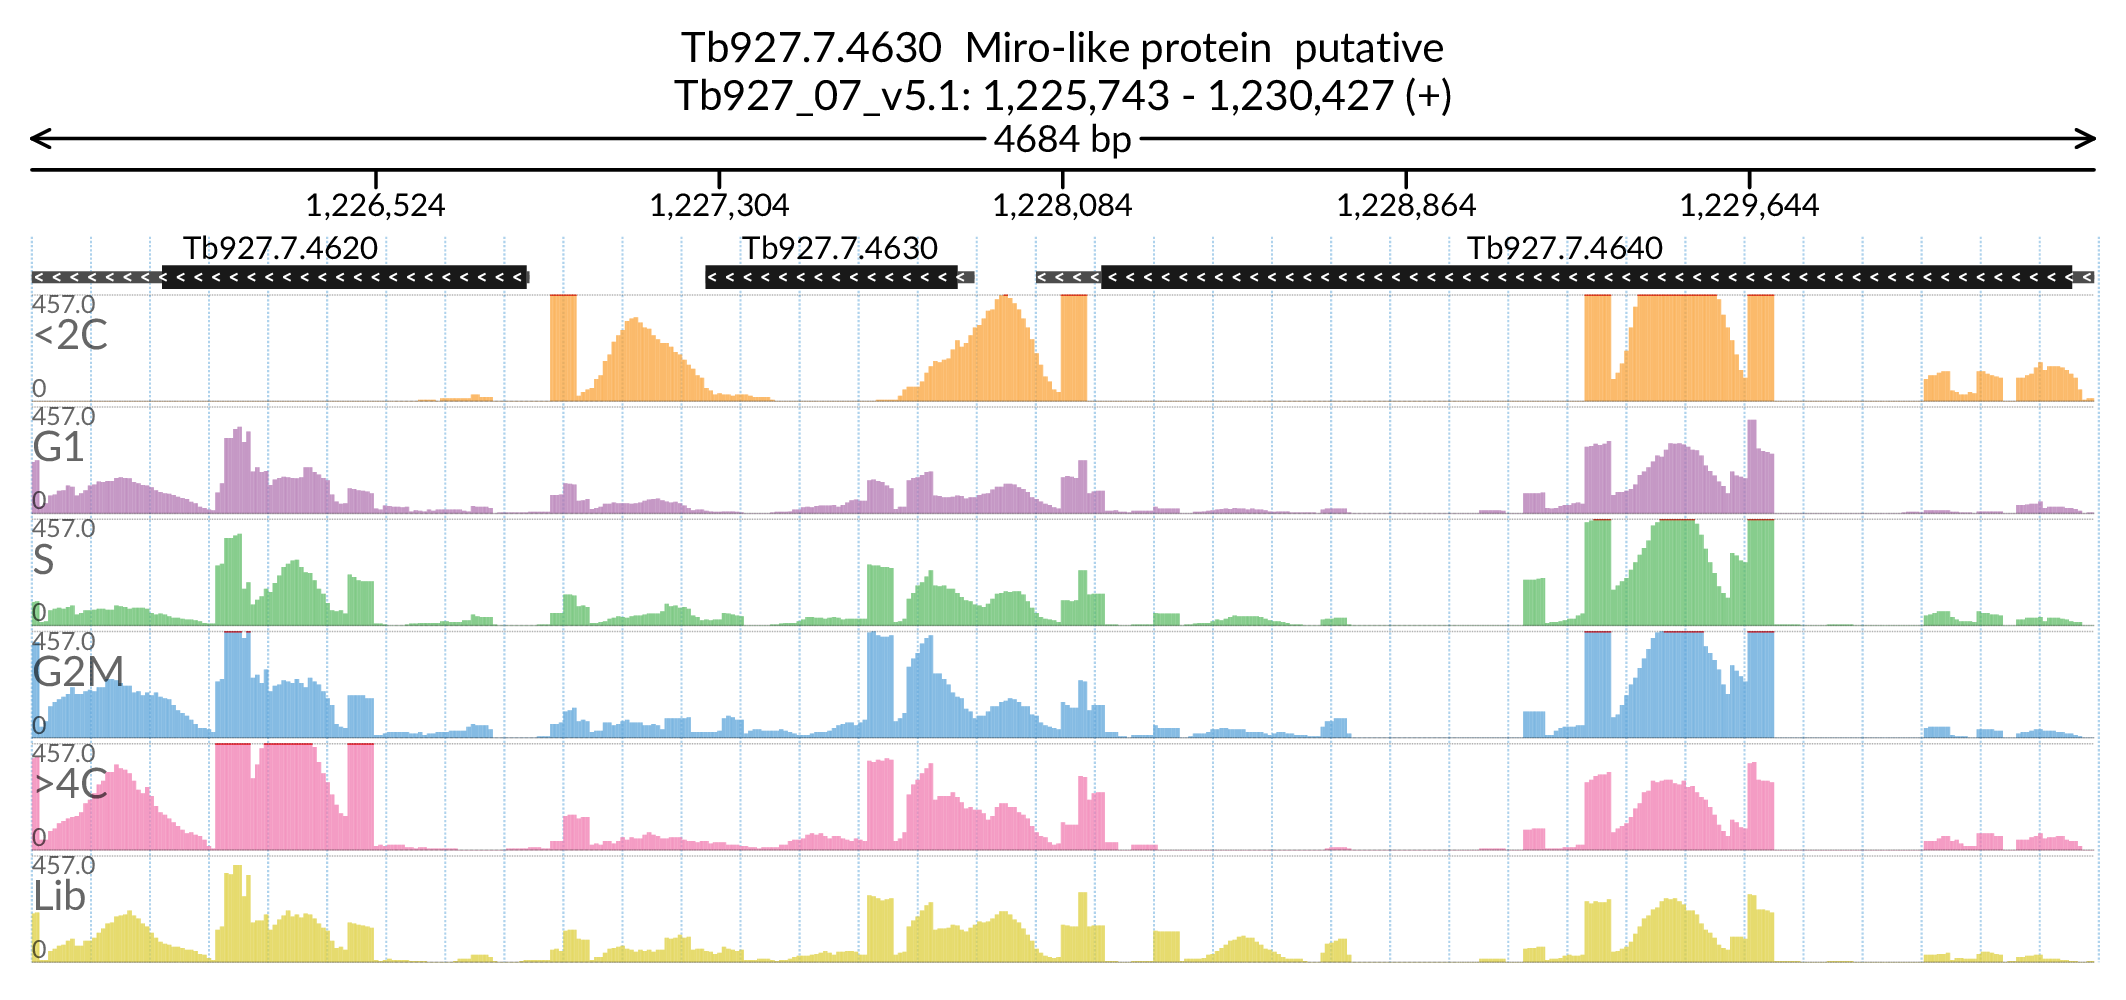 Tb927.7.4630 Miro-like protein putative
Tb927_07_v5.1: 1,225,743 - 1,230,427 (+)
4684 bp
1,226,524 1,227,304 1,228,084 1,228,864 1,229,644
Tb927.7.4620 Tb927.7.4630 Tb927.7.4640
457.0
<2C
0
457.0
G1
0
457.0
S
0
457.0
G2M
0
457.0
>4C
0
457.0
Lib
0